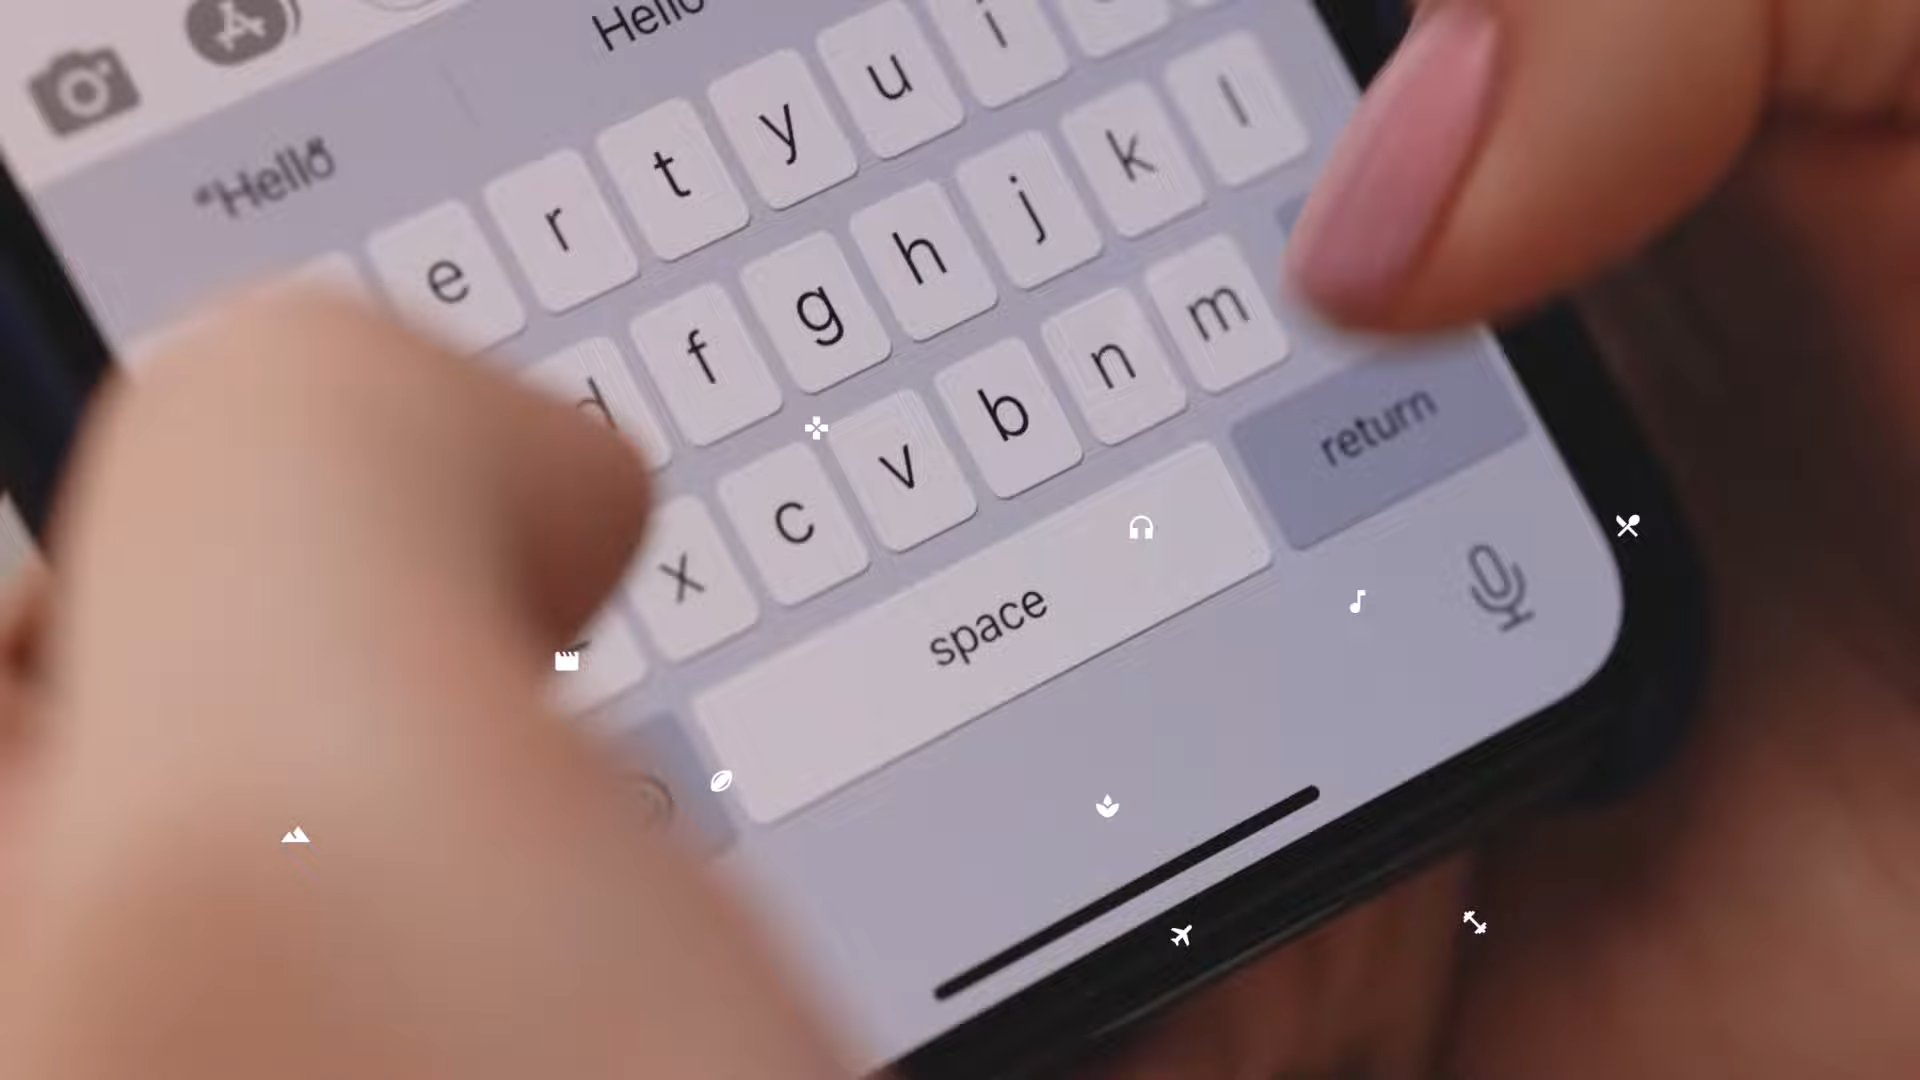 Hello
"Hello"
e r t y u i
d f g h j k l
x c v b n m
space return